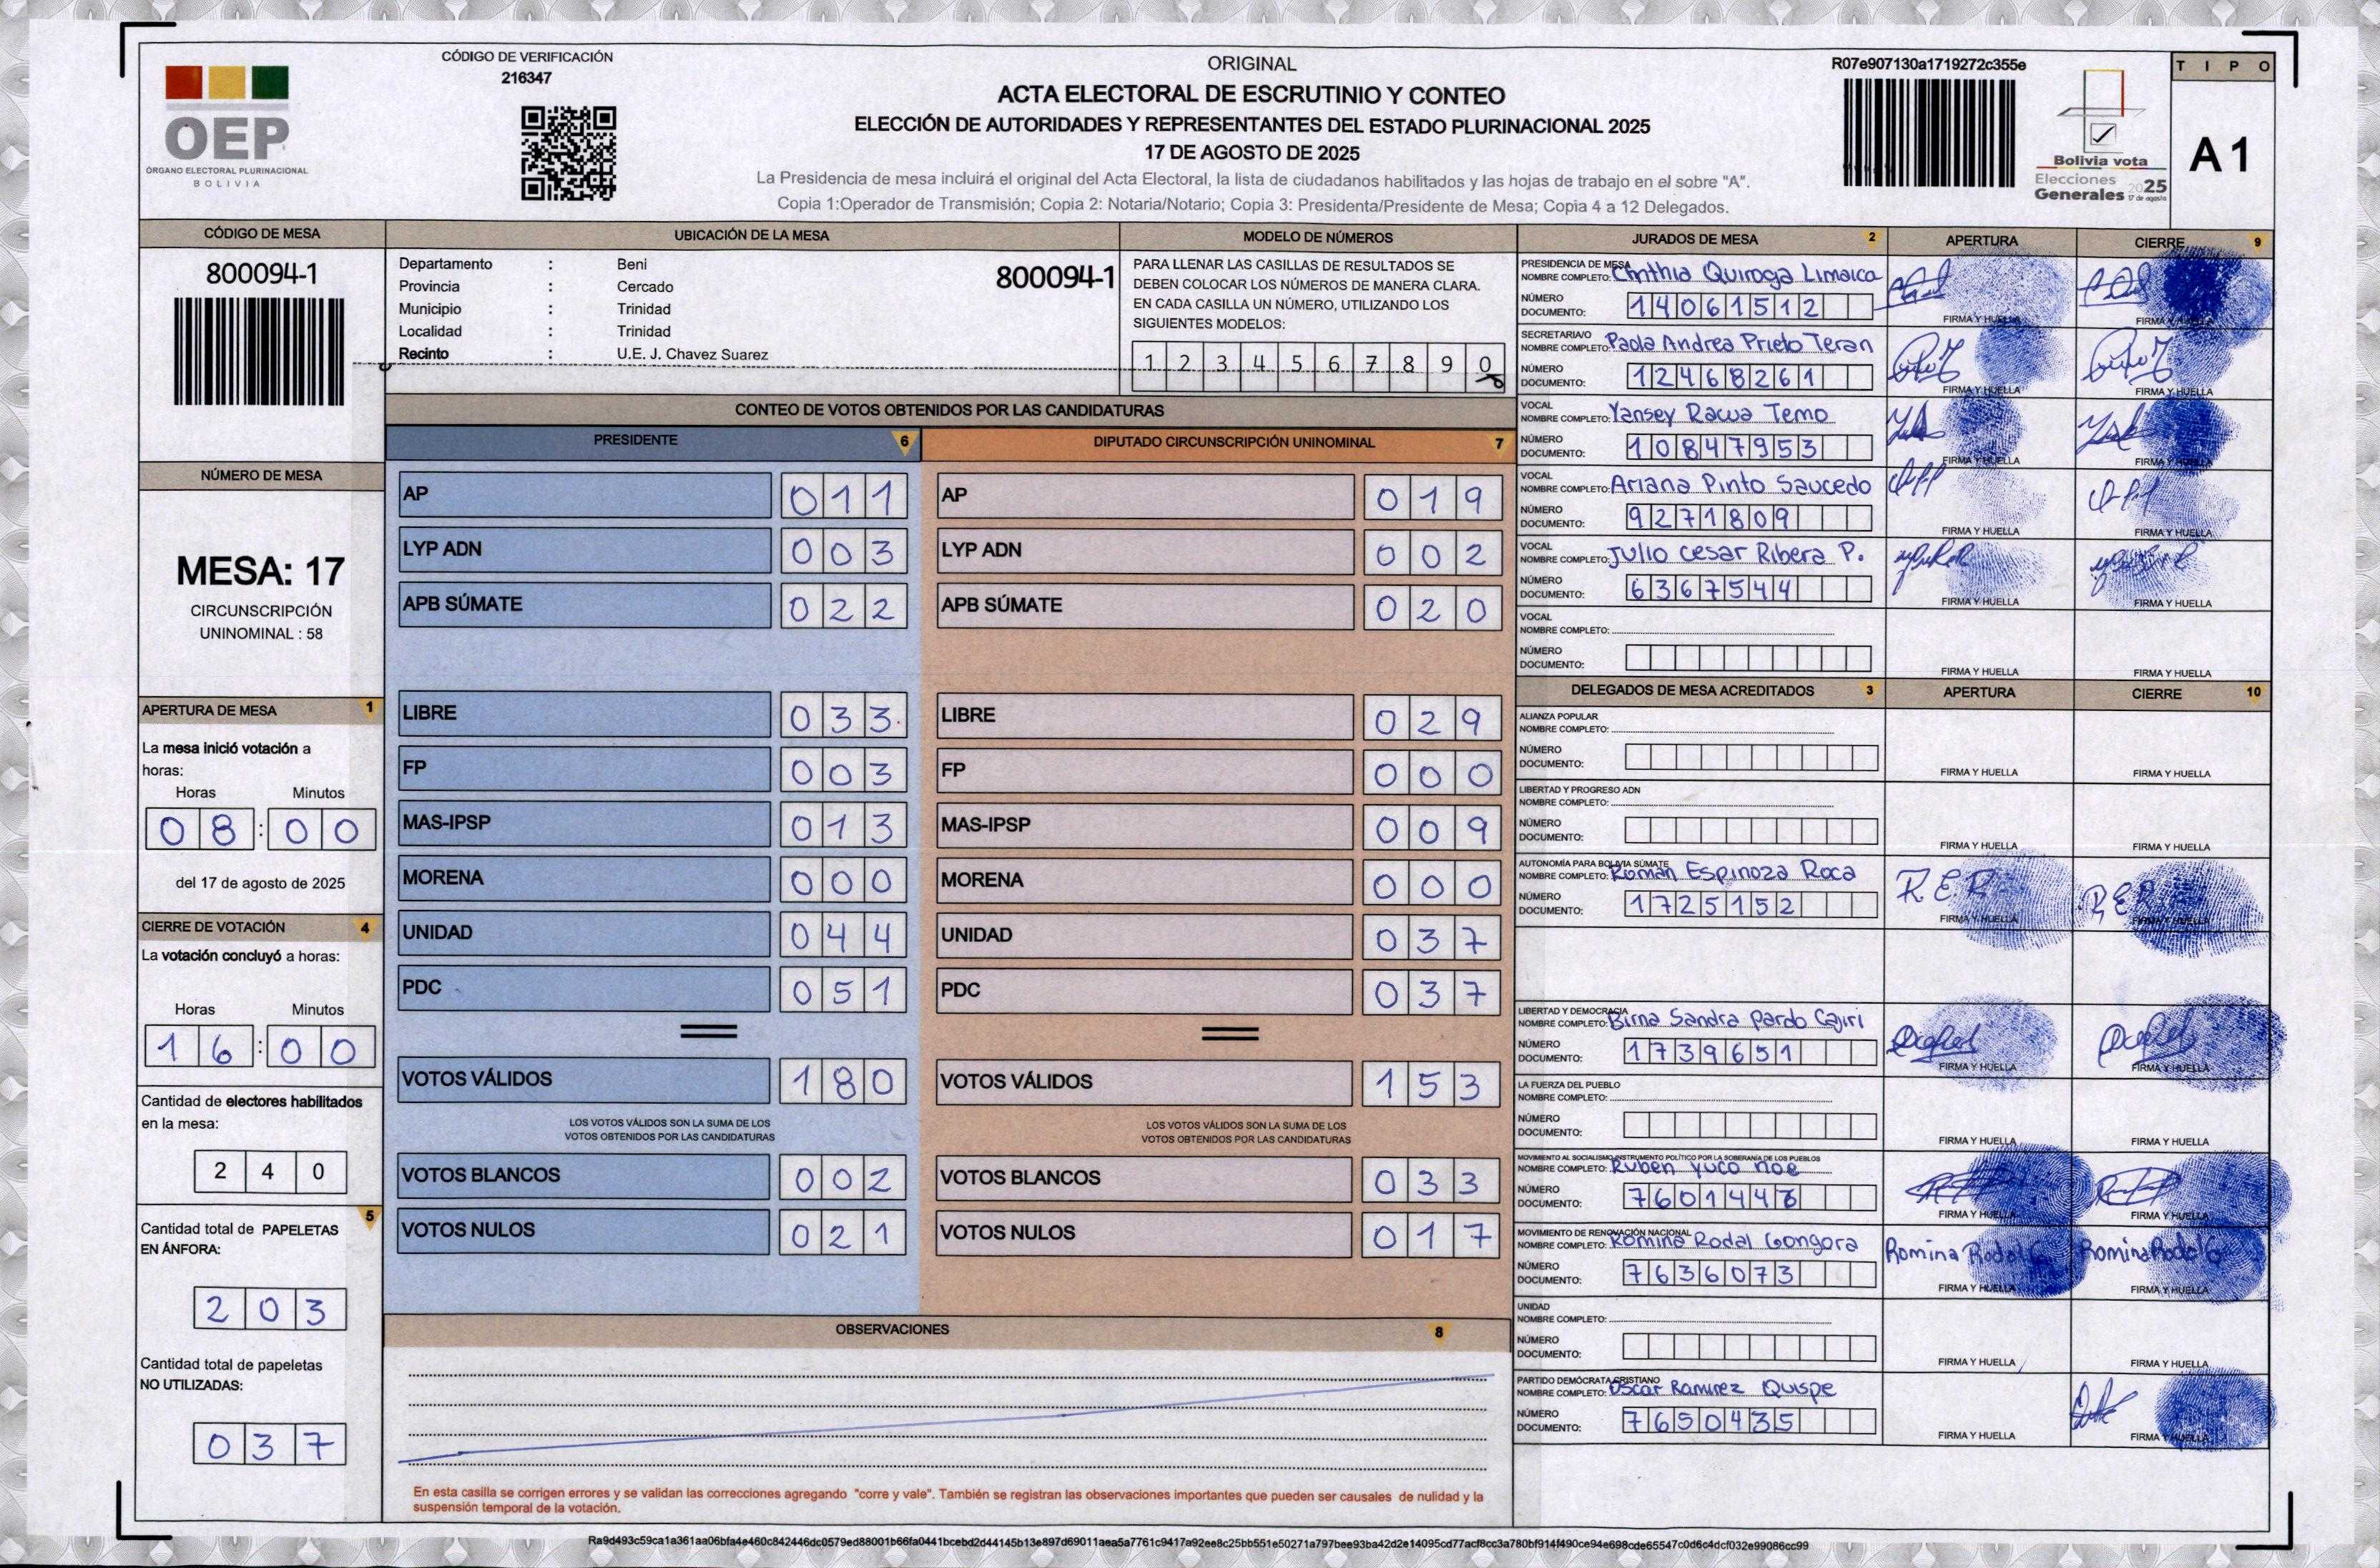 CÓDIGO DE VERIFICACIÓN
216347
OEP
ÓRGANO ELECTORAL PLURINACIONAL
BOLIVIA
ORIGINAL
ACTA ELECTORAL DE ESCRUTINIO Y CONTEO
ELECCIÓN DE AUTORIDADES Y REPRESENTANTES DEL ESTADO PLURINACIONAL 2025
17 DE AGOSTO DE 2025
La Presidencia de mesa incluirá el original del Acta Electoral, la lista de ciudadanos habilitados y las hojas de trabajo en el sobre "A".
Copia 1:Operador de Transmisión; Copia 2: Notaria/Notario; Copia 3: Presidenta/Presidente de Mesa; Copia 4 a 12 Delegados.
R07e907130a1719272c355e
Bolivia vota
Elecciones
Generales 2025
17 de agosto
TIPO
A1
CÓDIGO DE MESA
800094-1
NÚMERO DE MESA
MESA: 17
CIRCUNSCRIPCIÓN
UNINOMINAL : 58
APERTURA DE MESA 1
La mesa inició votación a
horas:
Horas Minutos
08:00
del 17 de agosto de 2025
CIERRE DE VOTACIÓN 4
La votación concluyó a horas:
Horas Minutos
16:00
Cantidad de electores habilitados
en la mesa:
240
5
Cantidad total de PAPELETAS
EN ÁNFORA:
203
Cantidad total de papeletas
NO UTILIZADAS:
037
UBICACIÓN DE LA MESA
Departamento : Beni
800094-1
Provincia : Cercado
Municipio : Trinidad
Localidad : Trinidad
Recinto : U.E. J. Chavez Suarez
MODELO DE NÚMEROS
PARA LLENAR LAS CASILLAS DE RESULTADOS SE
DEBEN COLOCAR LOS NÚMEROS DE MANERA CLARA.
EN CADA CASILLA UN NÚMERO, UTILIZANDO LOS
SIGUIENTES MODELOS:
1 2 3 4 5 6 7 8 9 0
CONTEO DE VOTOS OBTENIDOS POR LAS CANDIDATURAS
PRESIDENTE 6
AP 011
LYP ADN 003
APB SÚMATE 022
LIBRE 033
FP 003
MAS-IPSP 013
MORENA 000
UNIDAD 044
PDC 051
VOTOS VÁLIDOS 180
LOS VOTOS VÁLIDOS SON LA SUMA DE LOS
VOTOS OBTENIDOS POR LAS CANDIDATURAS
VOTOS BLANCOS 002
VOTOS NULOS 021
DIPUTADO CIRCUNSCRIPCIÓN UNINOMINAL 7
AP 019
LYP ADN 002
APB SÚMATE 020
LIBRE 029
FP 000
MAS-IPSP 009
MORENA 000
UNIDAD 037
PDC 037
VOTOS VÁLIDOS 153
LOS VOTOS VÁLIDOS SON LA SUMA DE LOS
VOTOS OBTENIDOS POR LAS CANDIDATURAS
VOTOS BLANCOS 033
VOTOS NULOS 017
OBSERVACIONES 8
En esta casilla se corrigen errores y se validan las correcciones agregando "corre y vale". También se registran las observaciones importantes que pueden ser causales de nulidad y la
suspensión temporal de la votación.
JURADOS DE MESA 2 APERTURA CIERRE 9
PRESIDENCIA DE MESA
NOMBRE COMPLETO: Cinthia Quiroga Limaica
NÚMERO
DOCUMENTO: 14061512
FIRMA Y HUELLA FIRMA Y HUELLA
SECRETARIA/O
NOMBRE COMPLETO: Paola Andrea Prieto Teran
NÚMERO
DOCUMENTO: 12468261
FIRMA Y HUELLA FIRMA Y HUELLA
VOCAL
NOMBRE COMPLETO: Yansey Racua Temo
NÚMERO
DOCUMENTO: 10847953
FIRMA Y HUELLA FIRMA Y HUELLA
VOCAL
NOMBRE COMPLETO: Ariana Pinto Saucedo
NÚMERO
DOCUMENTO: 9271809
FIRMA Y HUELLA FIRMA Y HUELLA
VOCAL
NOMBRE COMPLETO: Julio Cesar Ribera P.
NÚMERO
DOCUMENTO: 6367544
FIRMA Y HUELLA FIRMA Y HUELLA
VOCAL
NOMBRE COMPLETO:
NÚMERO
DOCUMENTO:
FIRMA Y HUELLA FIRMA Y HUELLA
DELEGADOS DE MESA ACREDITADOS 3 APERTURA CIERRE 10
ALIANZA POPULAR
NOMBRE COMPLETO:
NÚMERO
DOCUMENTO:
FIRMA Y HUELLA FIRMA Y HUELLA
LIBERTAD Y PROGRESO ADN
NOMBRE COMPLETO:
NÚMERO
DOCUMENTO:
FIRMA Y HUELLA FIRMA Y HUELLA
AUTONOMÍA PARA BOLIVIA SÚMATE
NOMBRE COMPLETO: Roman Espinoza Roca
NÚMERO
DOCUMENTO: 1725152
R.E.R R.E.R
FIRMA Y HUELLA FIRMA Y HUELLA
LIBERTAD Y DEMOCRACIA
NOMBRE COMPLETO: Birna Sandra Pardo Cajiri
NÚMERO
DOCUMENTO: 1739651
FIRMA Y HUELLA FIRMA Y HUELLA
LA FUERZA DEL PUEBLO
NOMBRE COMPLETO:
NÚMERO
DOCUMENTO:
FIRMA Y HUELLA FIRMA Y HUELLA
MOVIMIENTO AL SOCIALISMO-INSTRUMENTO POLÍTICO POR LA SOBERANÍA DE LOS PUEBLOS
NOMBRE COMPLETO: Ruben Yuco noe
NÚMERO
DOCUMENTO:
FIRMA Y HUELLA FIRMA Y HUELLA
MOVIMIENTO DE RENOVACIÓN NACIONAL
NOMBRE COMPLETO: Romina Rodal Gongora
NÚMERO
DOCUMENTO: 7636073
Romina Rodal G Romina Rodal G
FIRMA Y HUELLA FIRMA Y HUELLA
UNIDAD
NOMBRE COMPLETO:
NÚMERO
DOCUMENTO:
FIRMA Y HUELLA FIRMA Y HUELLA
PARTIDO DEMÓCRATA CRISTIANO
NOMBRE COMPLETO: Oscar Ramirez Quispe
NÚMERO
DOCUMENTO: 7650435
FIRMA Y HUELLA FIRMA Y HUELLA